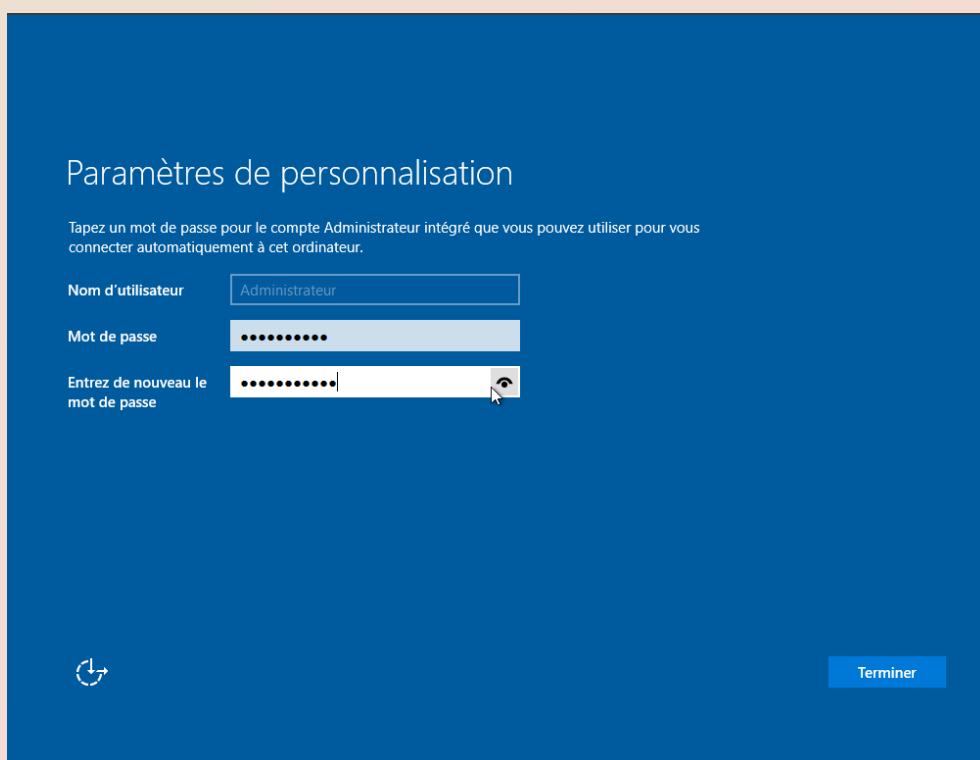 Paramètres de personnalisation
Tapez un mot de passe pour le compte Administrateur intégré que vous pouvez utiliser pour vous
connecter automatiquement à cet ordinateur.
Nom d'utilisateur
Administrateur
Mot de passe
••••••••••
Entrez de nouveau le
mot de passe
•••••••••••
Terminer